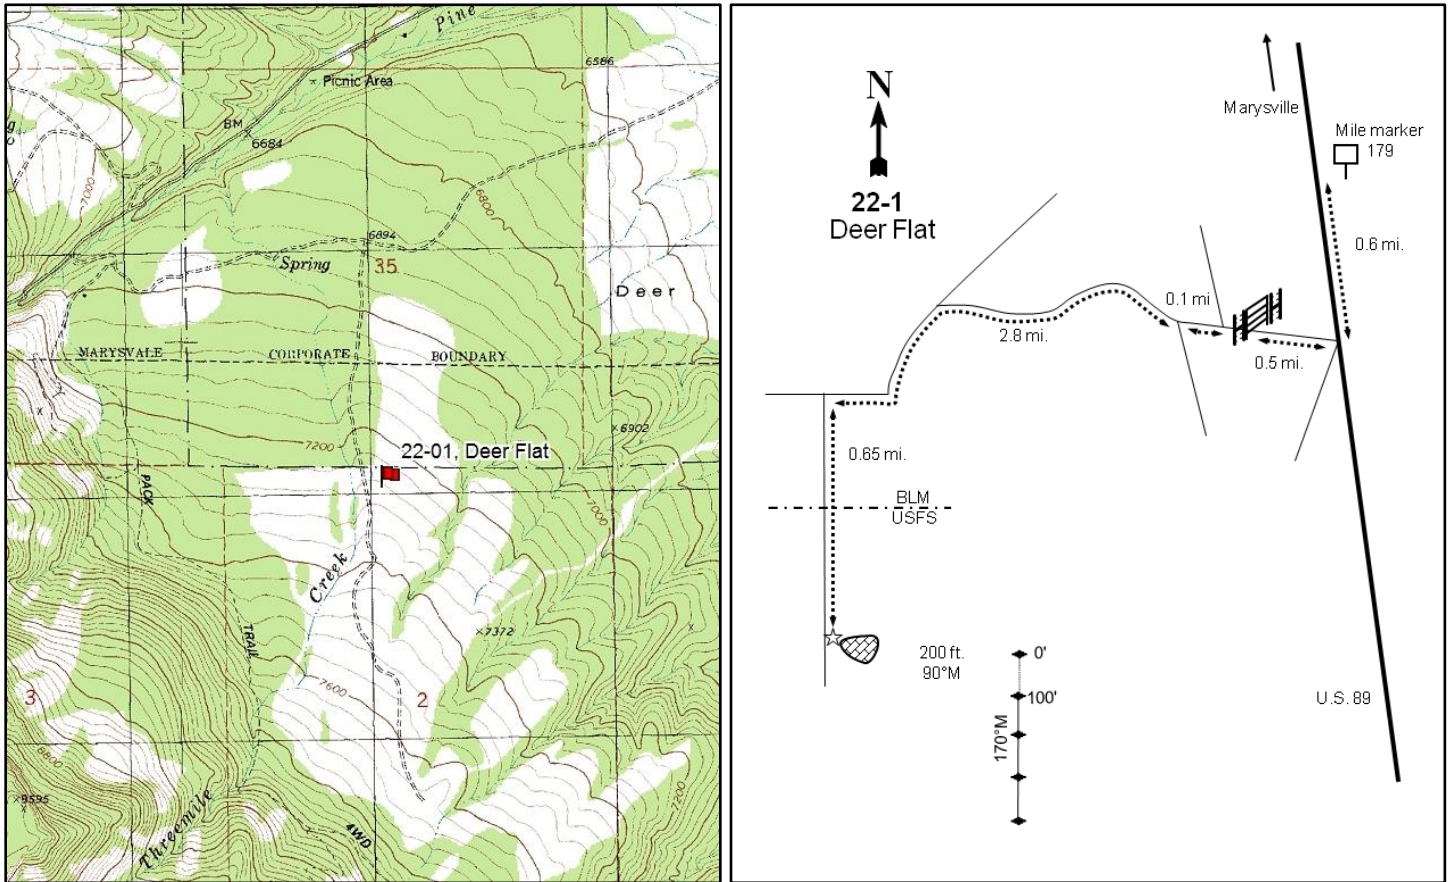 Pine
6586
Picnic Area
BM
6684
7000
6800
6894
Spring
35
Deer
MARYSVALE CORPORATE BOUNDARY
6902
7200
22-01, Deer Flat
PACK
7000
Creek
TRAIL
7372
7600
3
2
6800
9595
7200
Threemile
4WD
N
22-1
Deer Flat
Marysville
Mile marker
179
0.6 mi.
0.1 mi
2.8 mi.
0.5 mi.
0.65 mi.
BLM
USFS
200 ft.
90°M
0'
100'
170°M
U.S. 89